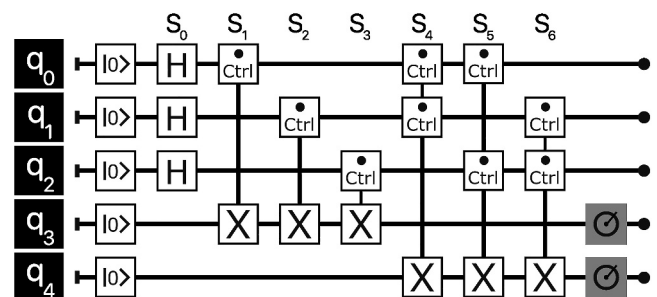 S0 S1 S2 S3 S4 S5 S6
q0 |0> H Ctrl Ctrl Ctrl
q1 |0> H Ctrl Ctrl Ctrl
q2 |0> H Ctrl Ctrl Ctrl
q3 |0> X X X
q4 |0> X X X